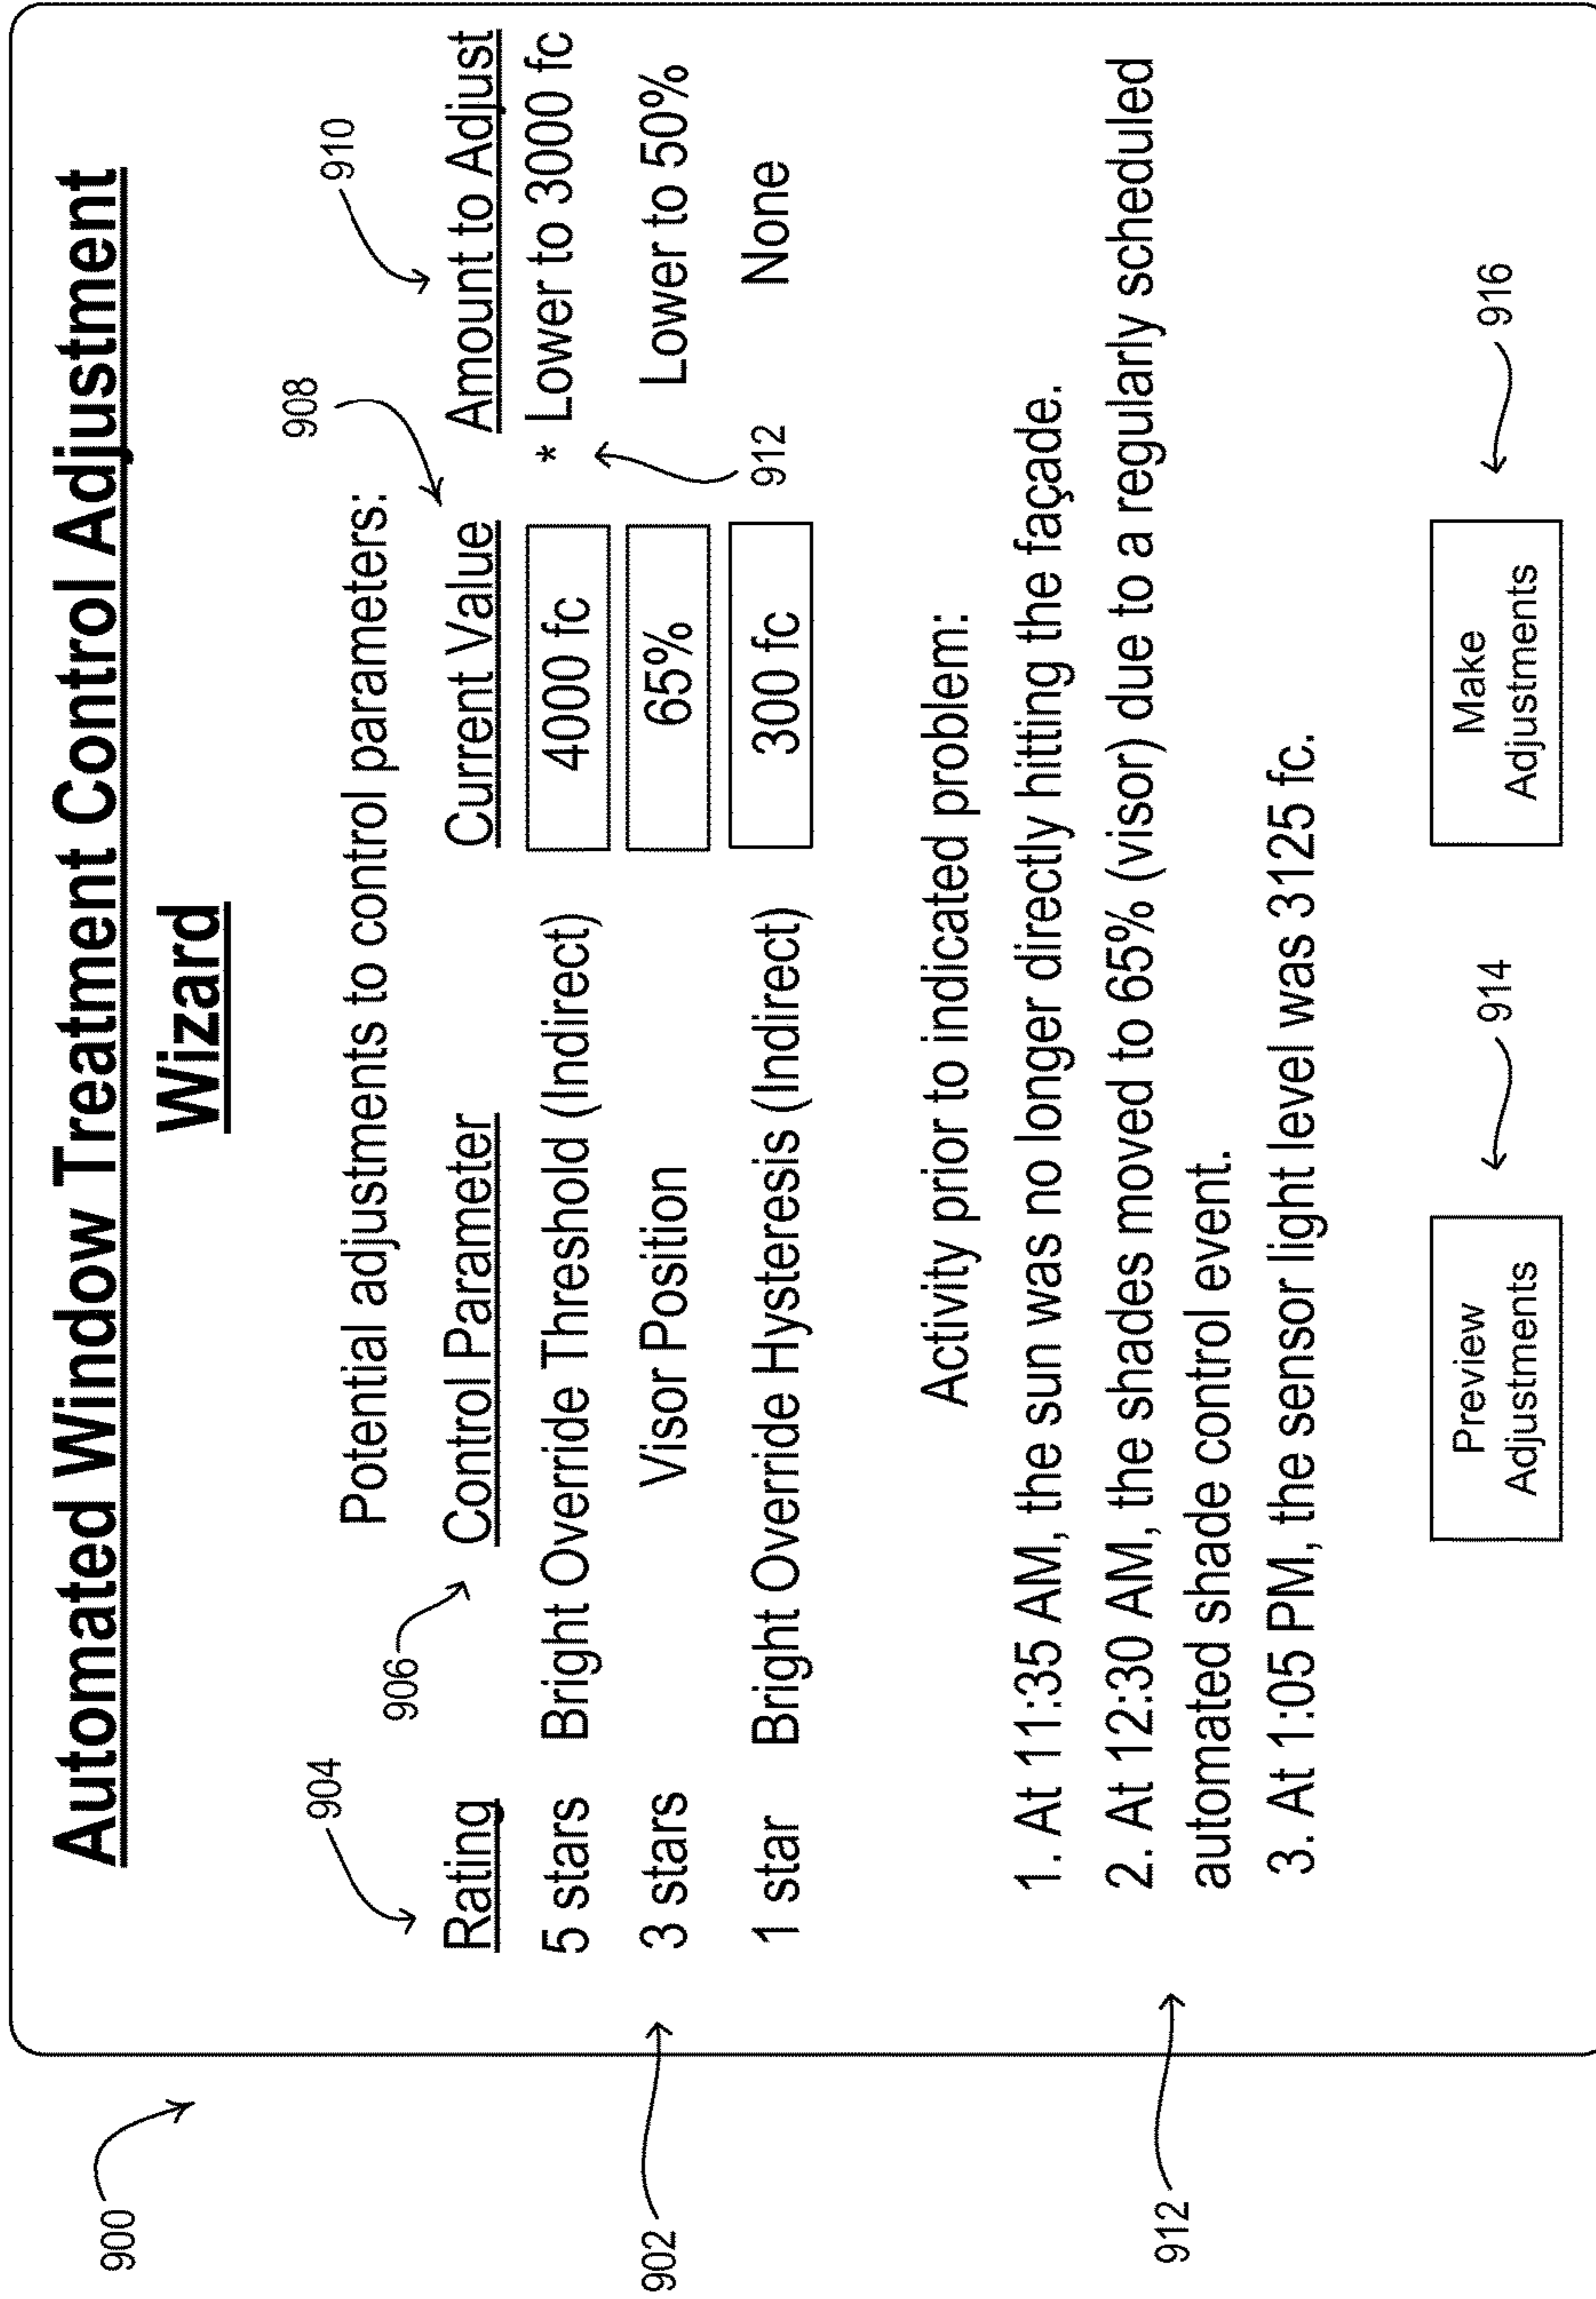 Automated Window Treatment Control Adjustment
Wizard
900
Potential adjustments to control parameters:
904
906
908
910
Rating Control Parameter Current Value Amount to Adjust
5 stars Bright Override Threshold (Indirect) 4000 fc * Lower to 3000 fc
902
3 stars Visor Position 65% Lower to 50%
912
1 star Bright Override Hysteresis (Indirect) 300 fc None
Activity prior to indicated problem:
1. At 11:35 AM, the sun was no longer directly hitting the façade.
912
2. At 12:30 AM, the shades moved to 65% (visor) due to a regularly scheduled
automated shade control event.
3. At 1:05 PM, the sensor light level was 3125 fc.
914
916
Preview
Adjustments
Make
Adjustments